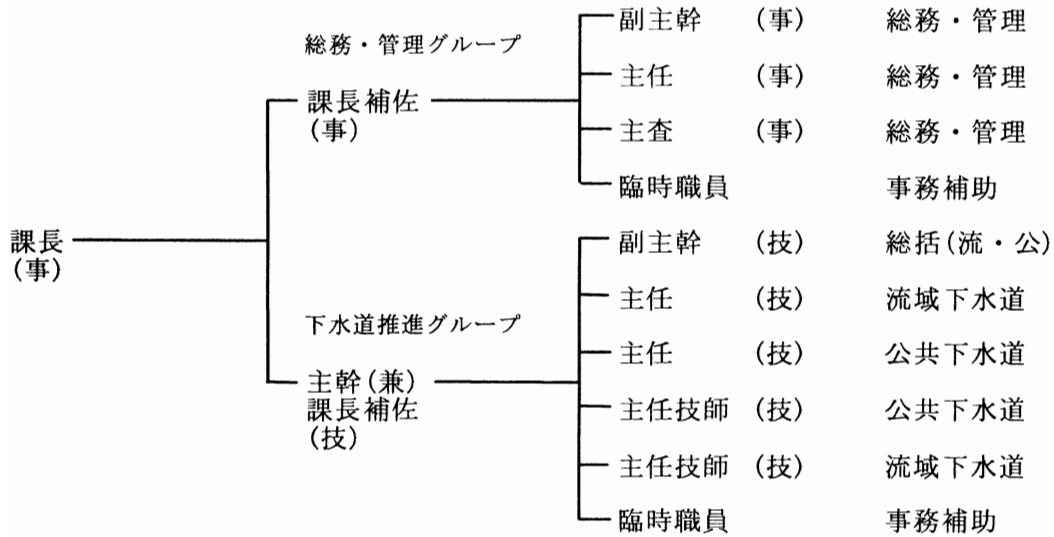 課長
(事)
総務・管理グループ
課長補佐
(事)
副主幹 (事) 総務・管理
主任 (事) 総務・管理
主査 (事) 総務・管理
臨時職員 事務補助
下水道推進グループ
主幹(兼)
課長補佐
(技)
副主幹 (技) 総括(流・公)
主任 (技) 流域下水道
主任 (技) 公共下水道
主任技師 (技) 公共下水道
主任技師 (技) 流域下水道
臨時職員 事務補助